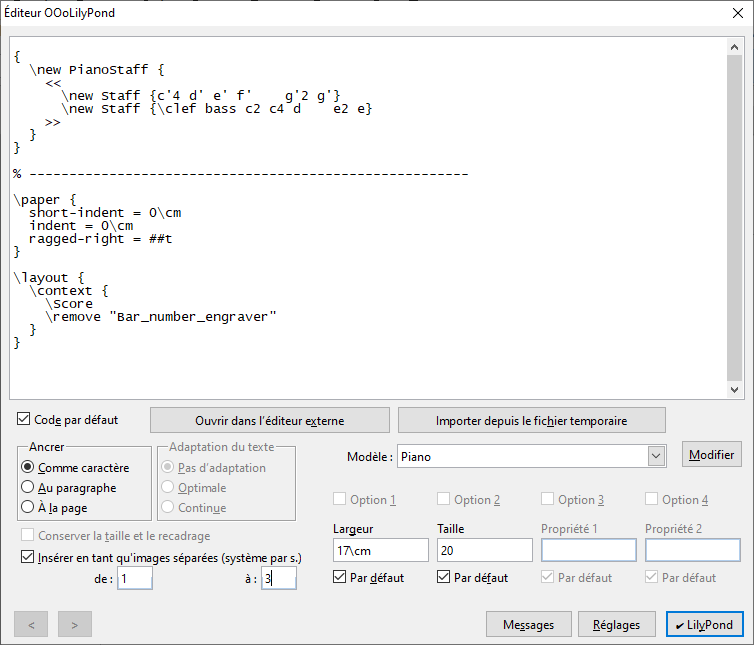 Éditeur OOoLilyPond
{
  \new PianoStaff {
    <<
      \new Staff {c'4 d' e' f'    g'2 g'}
      \new Staff {\clef bass c2 c4 d    e2 e}
    >>
  }
}
% -------------------------------------------------------
\paper {
  short-indent = 0\cm
  indent = 0\cm
  ragged-right = ##t
}
\layout {
  \context {
    \Score
    \remove "Bar_number_engraver"
  }
}
Code par défaut
Ouvrir dans l'éditeur externe
Importer depuis le fichier temporaire
Ancrer
Comme caractère
Au paragraphe
À la page
Adaptation du texte
Pas d'adaptation
Optimale
Continue
Modèle :
Piano
Modifier
Option 1
Option 2
Option 3
Option 4
Conserver la taille et le recadrage
Insérer en tant qu'images séparées (système par s.)
de : 1
à : 3
Largeur
Taille
Propriété 1
Propriété 2
17\cm
20
Par défaut
Par défaut
Par défaut
Par défaut
<
>
Messages
Réglages
✔ LilyPond